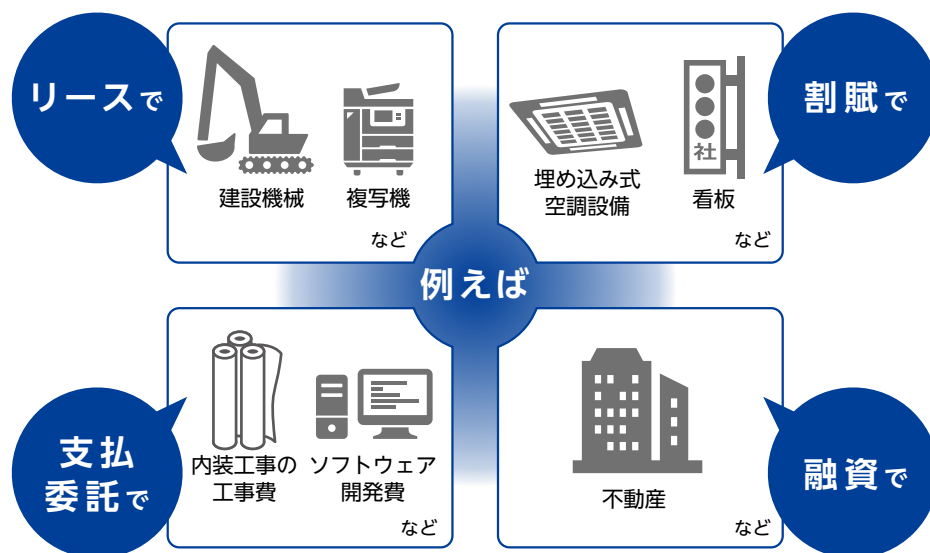 リースで
建設機械
複写機
など
割賦で
埋め込み式
空調設備
社
看板
など
例えば
支払
委託で
内装工事の
工事費
ソフトウェア
開発費
など
融資で
不動産
など